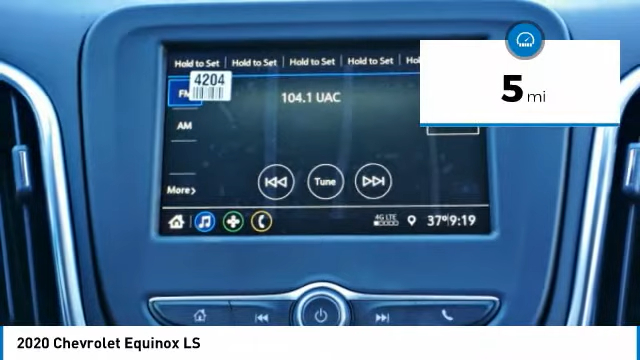 Hold to Set Hold to Set Hold to Set Hold to Set
4204
5 mi
FM
104.1 UAC
AM
Tune
More>
4G LTE
37° 9:19
2020 Chevrolet Equinox LS